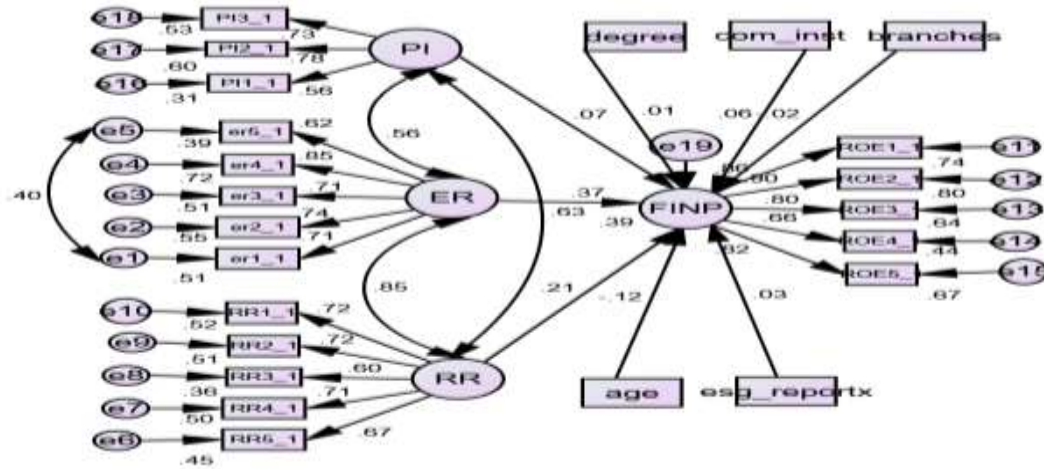 e18 PI3_1 .53 .73
e17 PI2_1 .60 .78
e16 PI1_1 .31 .56
PI
degree
com_inst
branches
.07
.01
.06
.02
e5 er5_1 .39 .62
e4 er4_1 .72 .85
e3 er3_1 .51 .71
e2 er2_1 .55 .74
e1 er1_1 .51 .71
.40
.56
ER
.37
.63
.39
e19
FINP
ROE1_1 e11 .74
.80 ROE2_1 e12 .80
.80 ROE3_ e13 .64
.66 ROE4_ e14 .44
ROE5_ e15 .67
.85
.21
-.12
.03
e10 RR1_1 .52 .72
e9 RR2_1 .51 .72
e8 RR3_1 .36 .60
e7 RR4_1 .50 .71
e6 RR5_1 .45 .67
RR
age
esg_reportx